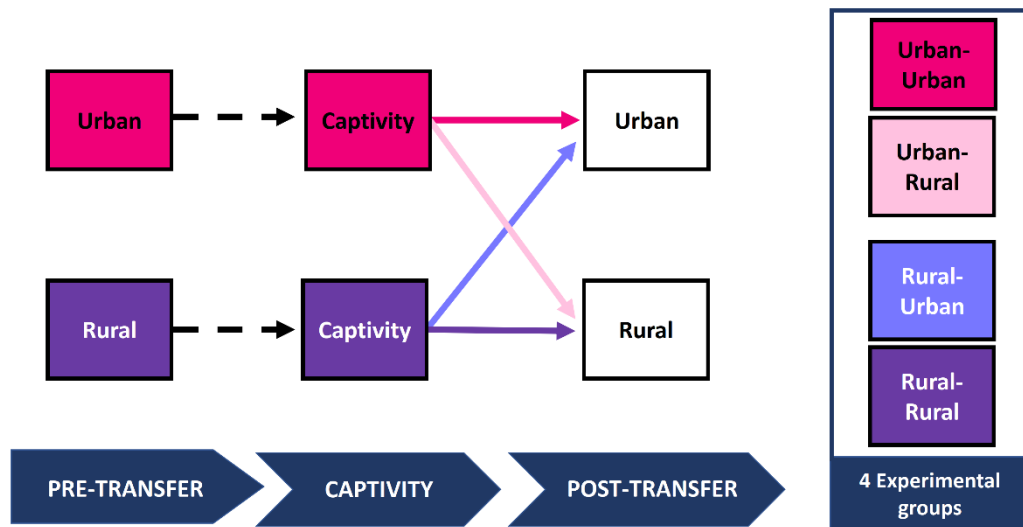 Urban
Captivity
Urban
Rural
Captivity
Rural
PRE-TRANSFER
CAPTIVITY
POST-TRANSFER
Urban-
Urban
Urban-
Rural
Rural-
Urban
Rural-
Rural
4 Experimental
groups